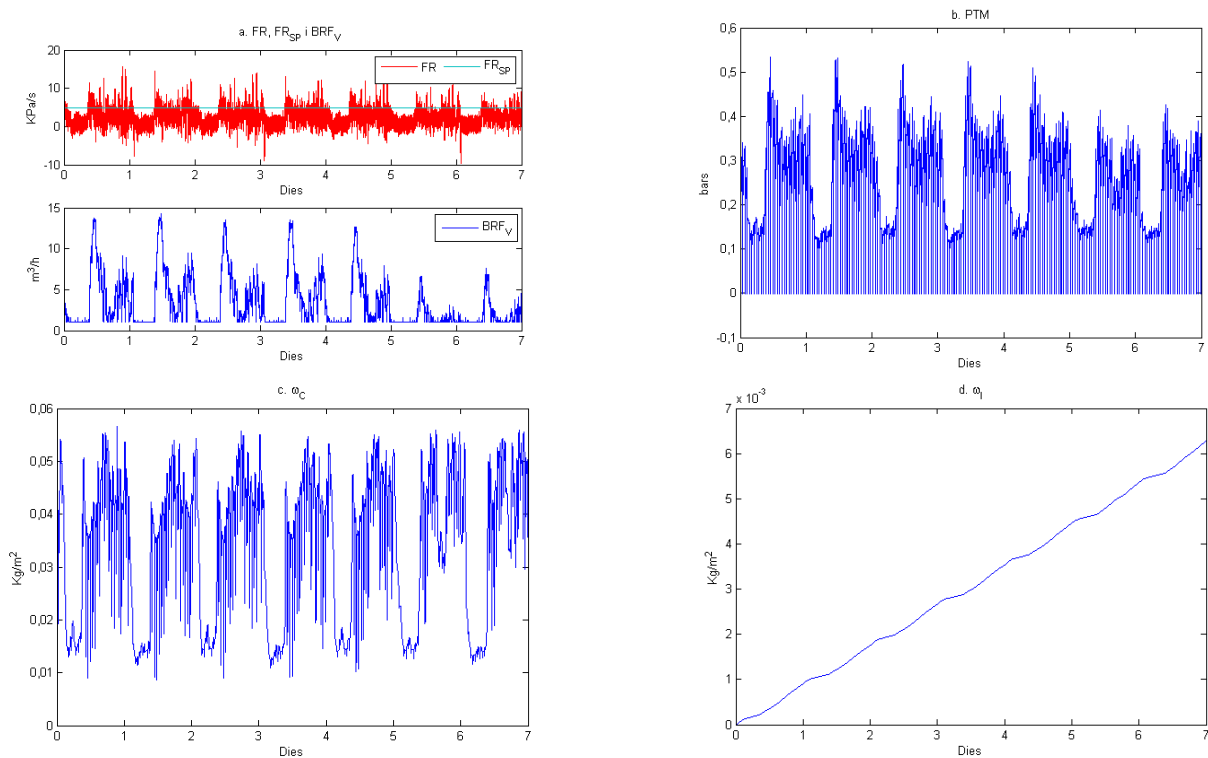 a. FR, FR_SP i BRF_V
20
10
0
-10
KPa/s
FR
FR_SP
0 1 2 3 4 5 6 7
Dies
15
10
5
0
m³/h
BRF_V
0 1 2 3 4 5 6 7
Dies
b. PTM
0,6
0,5
0,4
0,3
0,2
0,1
0
-0,1
bars
0 1 2 3 4 5 6 7
Dies
c. ω_C
0,06
0,05
0,04
0,03
0,02
0,01
0
Kg/m²
0 1 2 3 4 5 6 7
Dies
d. ω_I
x 10⁻³
7
6
5
4
3
2
1
0
Kg/m²
0 1 2 3 4 5 6 7
Dies